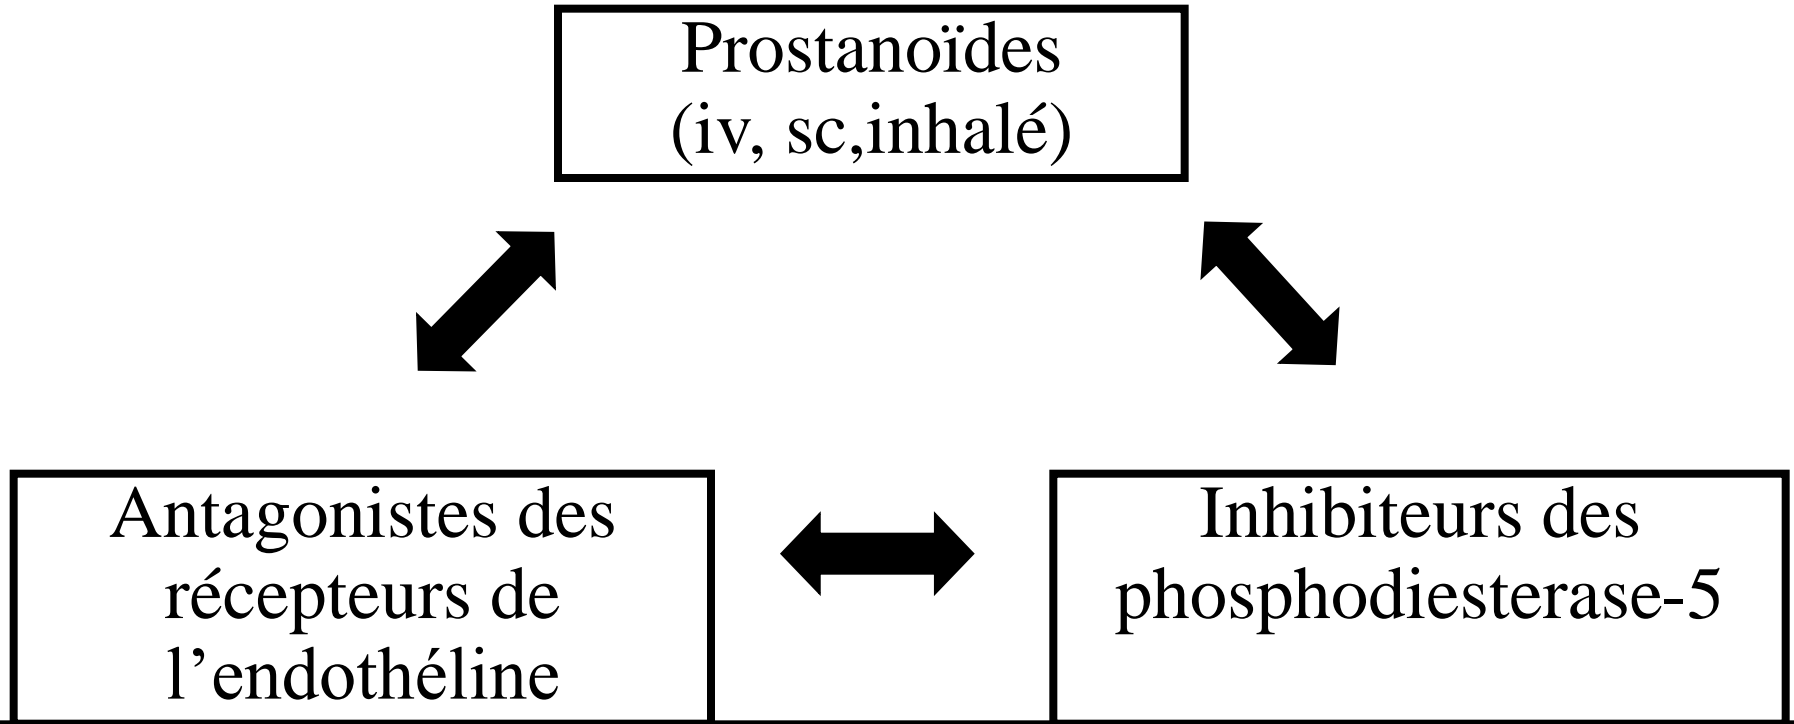 Prostanoïdes
(iv, sc,inhalé)
Antagonistes des
récepteurs de
l’endothéline
Inhibiteurs des
phosphodiesterase-5